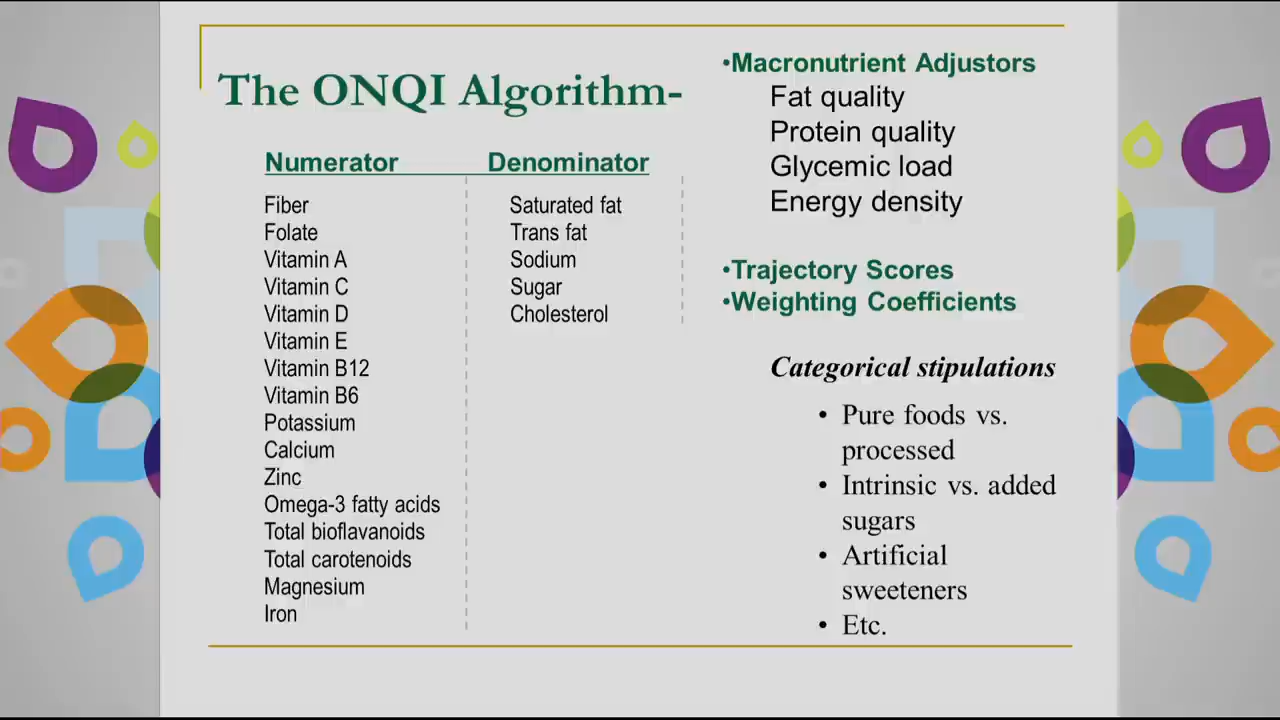 The ONQI Algorithm-
Numerator
Fiber
Folate
Vitamin A
Vitamin C
Vitamin D
Vitamin E
Vitamin B12
Vitamin B6
Potassium
Calcium
Zinc
Omega-3 fatty acids
Total bioflavanoids
Total carotenoids
Magnesium
Iron
Denominator
Saturated fat
Trans fat
Sodium
Sugar
Cholesterol
•Macronutrient Adjustors
Fat quality
Protein quality
Glycemic load
Energy density
•Trajectory Scores
•Weighting Coefficients
Categorical stipulations
• Pure foods vs.
processed
• Intrinsic vs. added
sugars
• Artificial
sweeteners
• Etc.